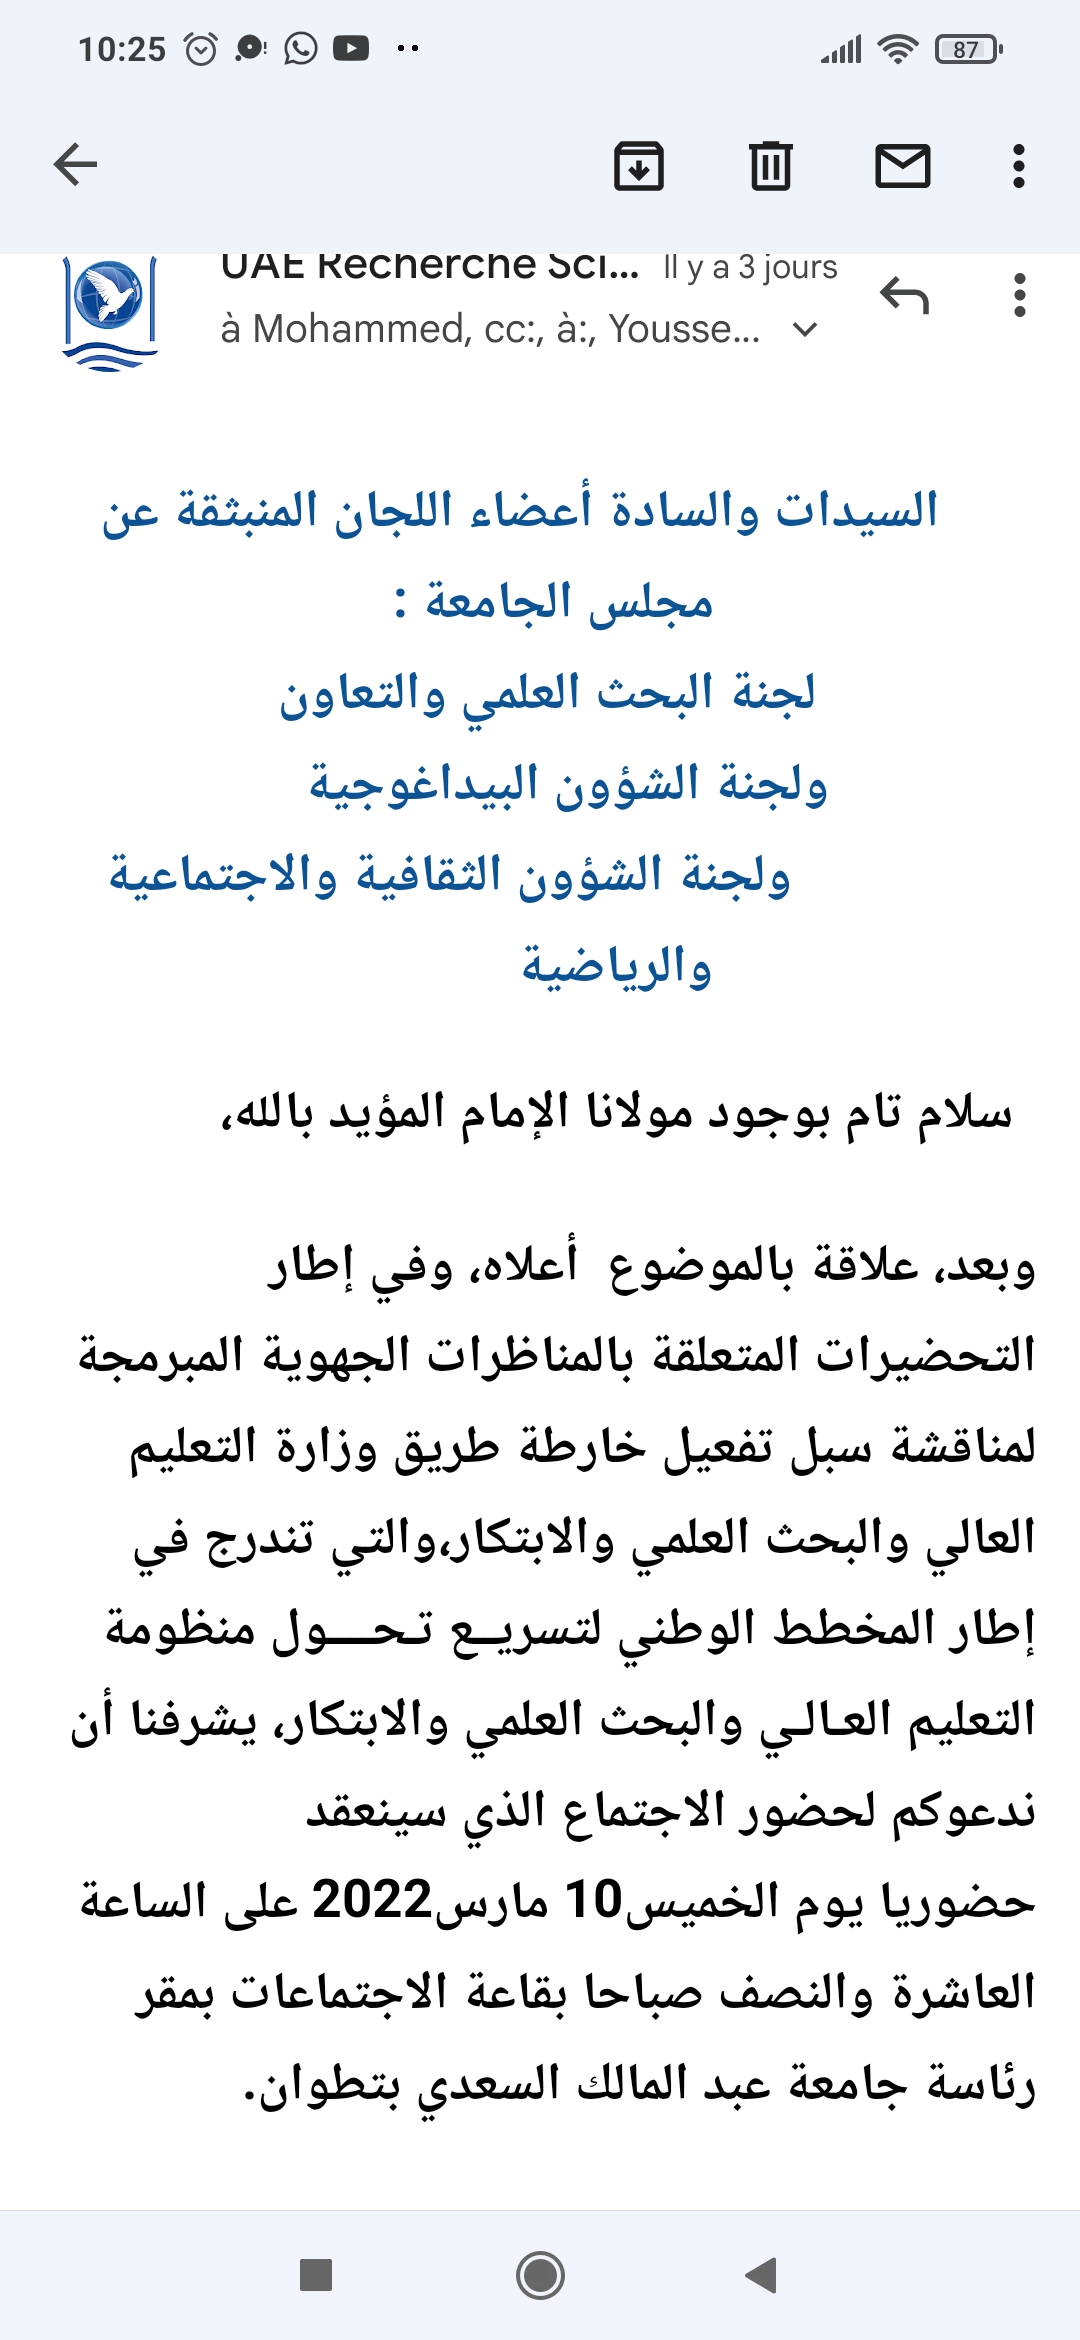 10:25
87
UAE Recherche Sci... Il y a 3 jours
à Mohammed, cc:, à:, Yousse...
السيدات والسادة أعضاء اللجان المنبثقة عن
مجلس الجامعة :
لجنة البحث العلمي والتعاون
ولجنة الشؤون البيداغوجية
ولجنة الشؤون الثقافية والاجتماعية
والرياضية
سلام تام بوجود مولانا الإمام المؤيد بالله،
وبعد، علاقة بالموضوع أعلاه، وفي إطار
التحضيرات المتعلقة بالمناظرات الجهوية المبرمجة
لمناقشة سبل تفعيل خارطة طريق وزارة التعليم
العالي والبحث العلمي والابتكار،والتي تندرج في
إطار المخطط الوطني لتسريــع تـحـــول منظومة
التعليم العـالـي والبحث العلمي والابتكار، يشرفنا أن
ندعوكم لحضور الاجتماع الذي سينعقد
حضوريا يوم الخميس10 مارس2022 على الساعة
العاشرة والنصف صباحا بقاعة الاجتماعات بمقر
رئاسة جامعة عبد المالك السعدي بتطوان.